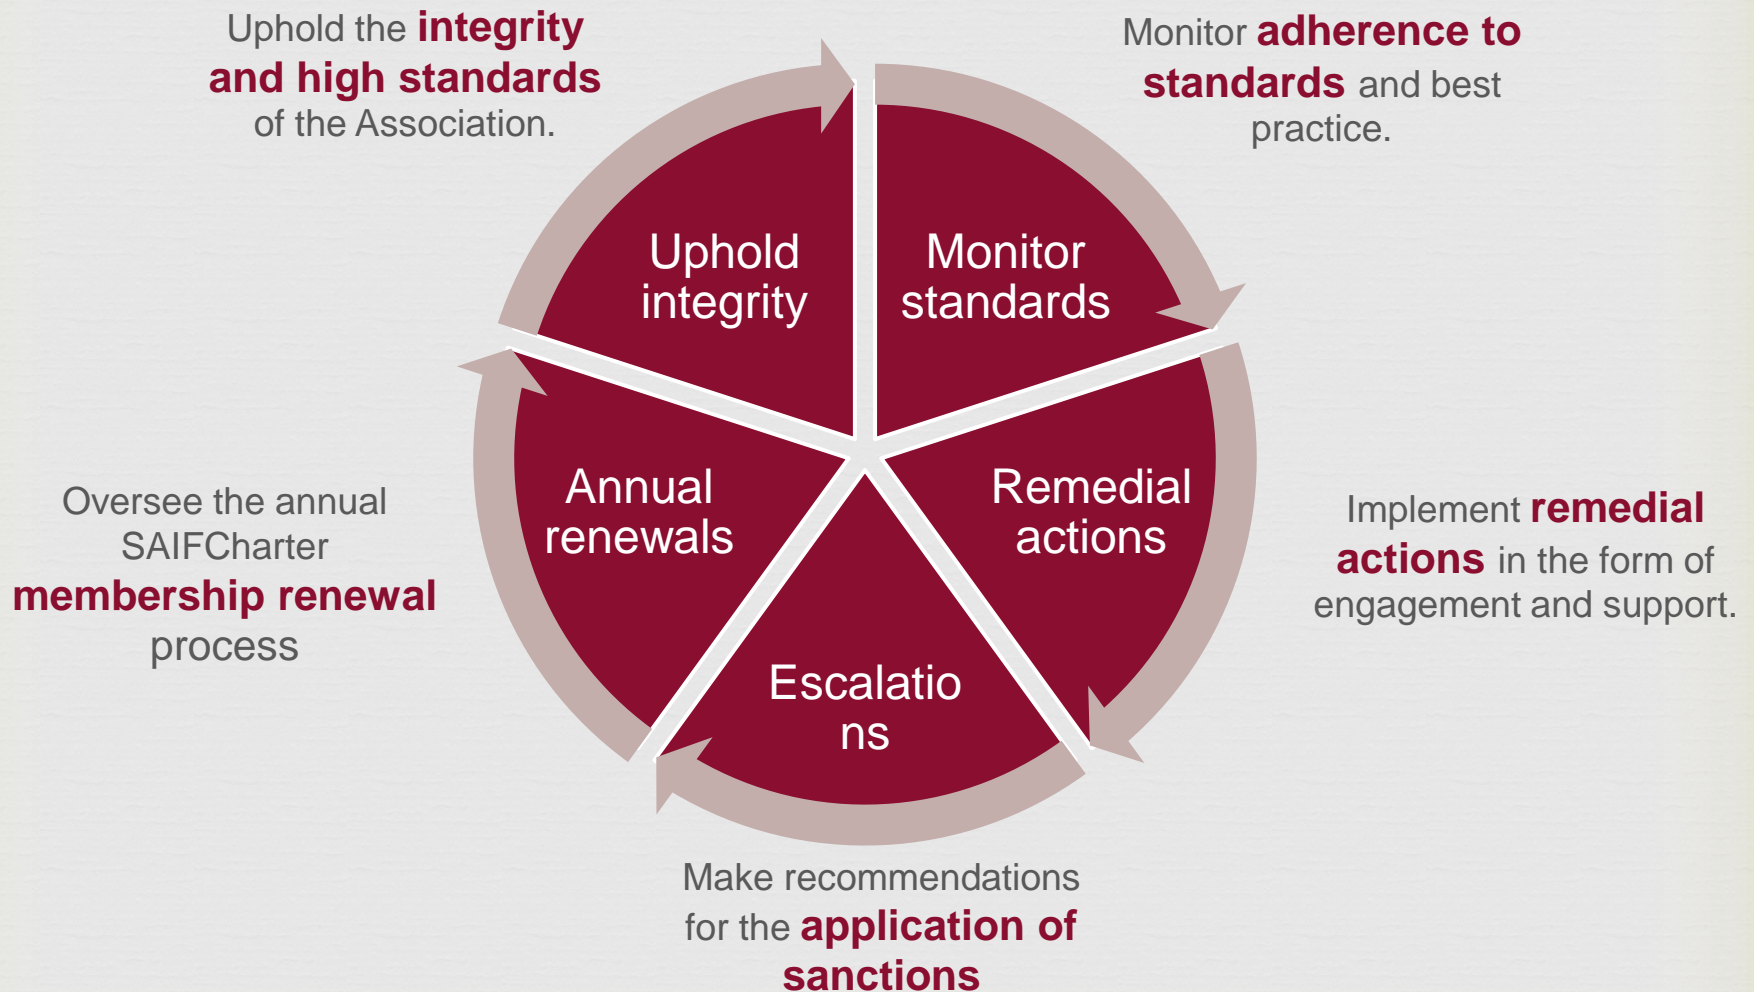 Uphold the integrity
and high standards
of the Association.
Monitor adherence to
standards and best
practice.
Uphold
integrity
Monitor
standards
Annual
renewals
Remedial
actions
Escalatio
ns
Oversee the annual
SAIFCharter
membership renewal
process
Implement remedial
actions in the form of
engagement and support.
Make recommendations
for the application of
sanctions